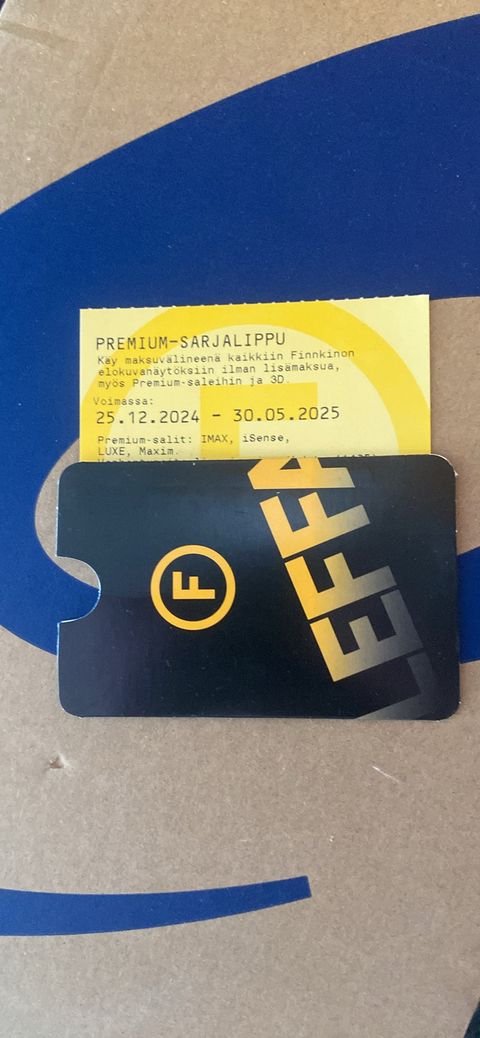 PREMIUM-SARJALIPPU
Käy maksuvälineenä kaikkiin Finnkinon
elokuvanäytöksiin ilman lisämaksua,
myös Premium-saleihin ja 3D.
Voimassa:
25.12.2024 - 30.05.2025
Premium-salit: IMAX, iSense,
LUXE, Maxim.
F
LEFFA